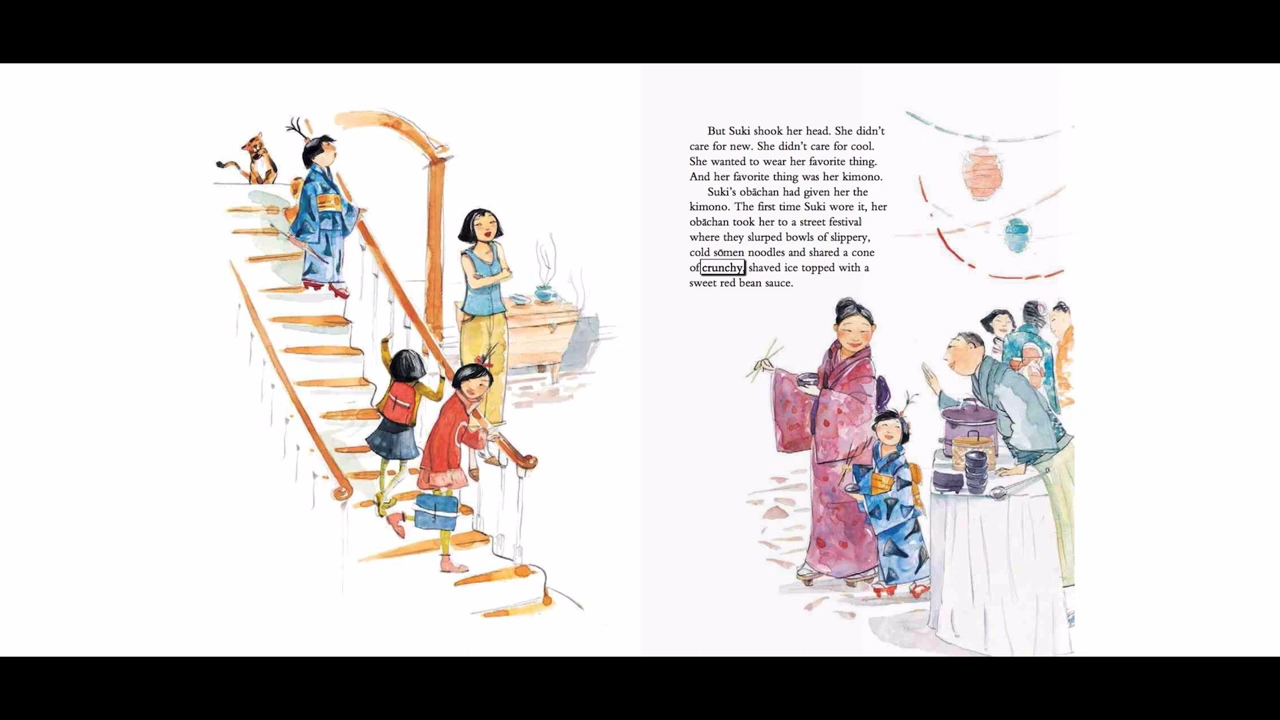 But Suki shook her head. She didn't
care for new. She didn't care for cool.
She wanted to wear her favorite thing.
And her favorite thing was her kimono.
Suki's obāchan had given her the
kimono. The first time Suki wore it, her
obāchan took her to a street festival
where they slurped bowls of slippery,
cold sōmen noodles and shared a cone
of crunchy, shaved ice topped with a
sweet red bean sauce.